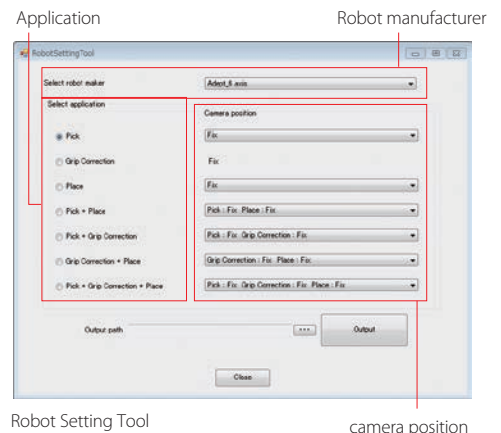 Application
Robot manufacturer
RobotSettingTool
Select robot maker
Adept_6 axis
Select application
Camera position
Pick
Fix
Grip Correction
Fix
Place
Fix
Pick + Place
Pick : Fix Place : Fix
Pick + Grip Correction
Pick : Fix Grip Correction : Fix
Grip Correction + Place
Grip Correction : Fix Place : Fix
Pick + Grip Correction + Place
Pick : Fix Grip Correction : Fix Place : Fix
Output path
...
Output
Close
Robot Setting Tool
camera position